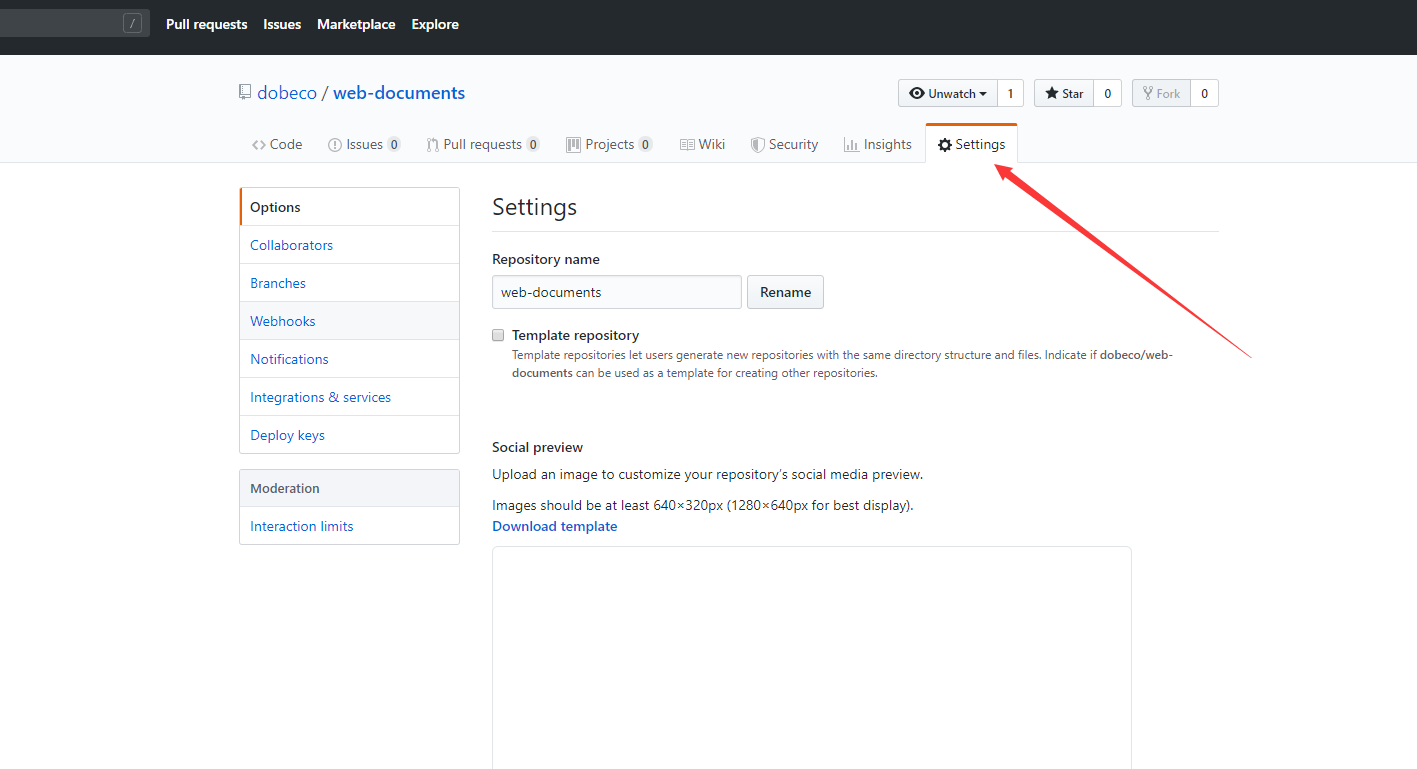 / Pull requests Issues Marketplace Explore
dobeco / web-documents Unwatch 1 Star 0 Fork 0
Code Issues 0 Pull requests 0 Projects 0 Wiki Security Insights Settings
Options
Collaborators
Branches
Webhooks
Notifications
Integrations & services
Deploy keys
Moderation
Interaction limits
Settings
Repository name
web-documents Rename
Template repository
Template repositories let users generate new repositories with the same directory structure and files. Indicate if dobeco/web-
documents can be used as a template for creating other repositories.
Social preview
Upload an image to customize your repository's social media preview.
Images should be at least 640×320px (1280×640px for best display).
Download template